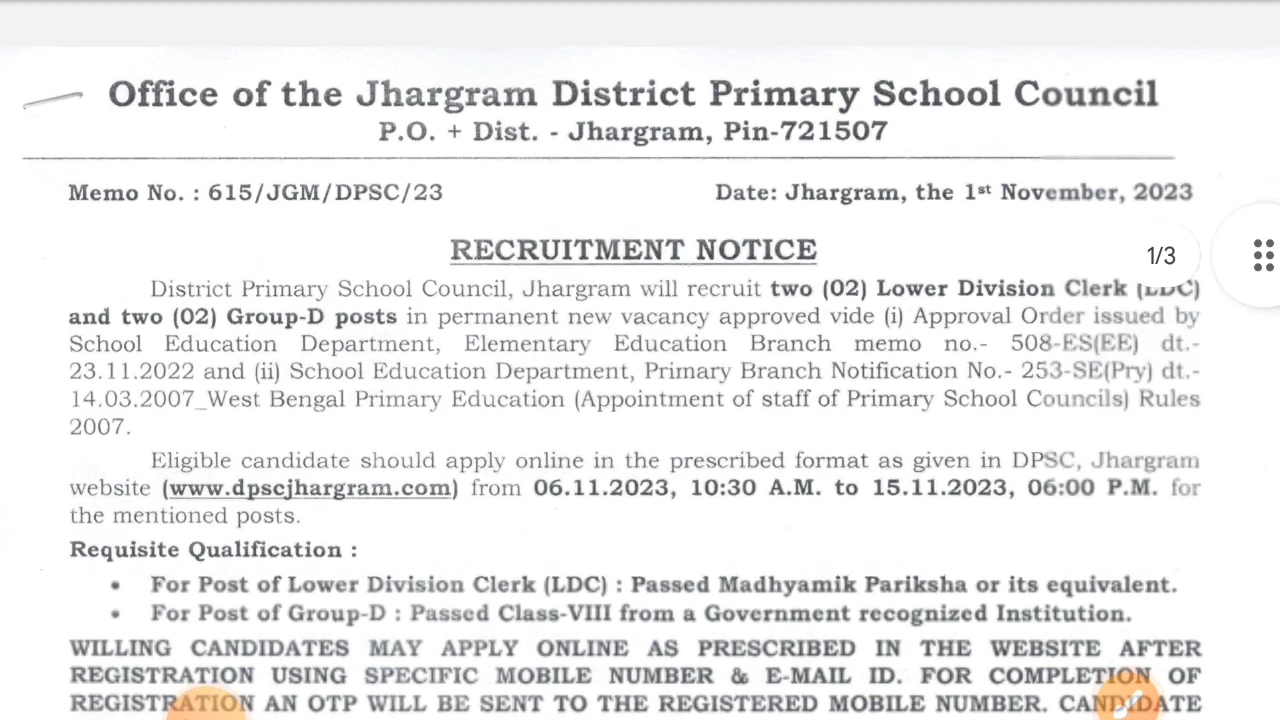 Office of the Jhargram District Primary School Council
P.O. + Dist. - Jhargram, Pin-721507
Memo No. : 615/JGM/DPSC/23 Date: Jhargram, the 1st November, 2023
RECRUITMENT NOTICE
1/3
District Primary School Council, Jhargram will recruit two (02) Lower Division Clerk (LDC)
and two (02) Group-D posts in permanent new vacancy approved vide (i) Approval Order issued by
School Education Department, Elementary Education Branch memo no.- 508-ES(EE) dt.-
23.11.2022 and (ii) School Education Department, Primary Branch Notification No.- 253-SE(Pry) dt.-
14.03.2007_West Bengal Primary Education (Appointment of staff of Primary School Councils) Rules
2007.
Eligible candidate should apply online in the prescribed format as given in DPSC, Jhargram
website (www.dpscjhargram.com) from 06.11.2023, 10:30 A.M. to 15.11.2023, 06:00 P.M. for
the mentioned posts.
Requisite Qualification :
• For Post of Lower Division Clerk (LDC) : Passed Madhyamik Pariksha or its equivalent.
• For Post of Group-D : Passed Class-VIII from a Government recognized Institution.
WILLING CANDIDATES MAY APPLY ONLINE AS PRESCRIBED IN THE WEBSITE AFTER
REGISTRATION USING SPECIFIC MOBILE NUMBER & E-MAIL ID. FOR COMPLETION OF
REGISTRATION AN OTP WILL BE SENT TO THE REGISTERED MOBILE NUMBER. CANDIDATE